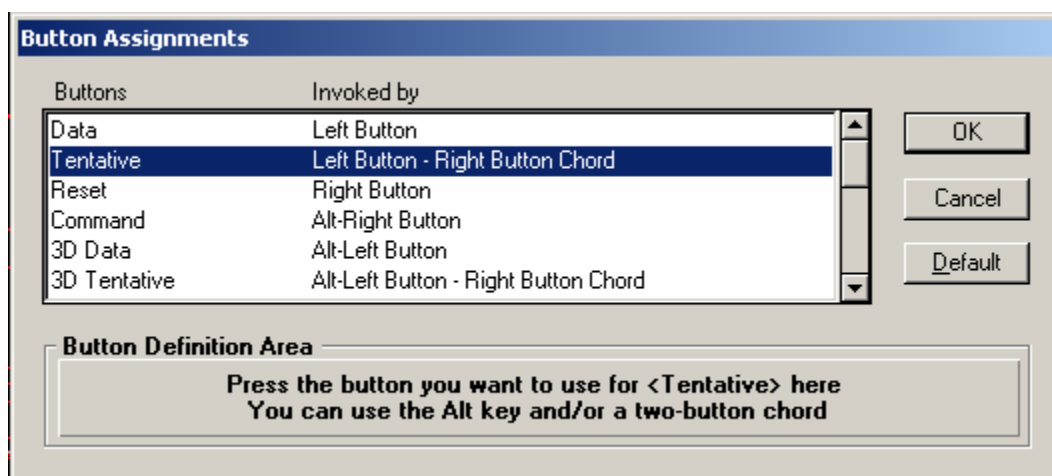 Button Assignments
Buttons Invoked by
Data Left Button
Tentative Left Button - Right Button Chord
Reset Right Button
Command Alt-Right Button
3D Data Alt-Left Button
3D Tentative Alt-Left Button - Right Button Chord
OK
Cancel
Default
Button Definition Area
Press the button you want to use for <Tentative> here
You can use the Alt key and/or a two-button chord